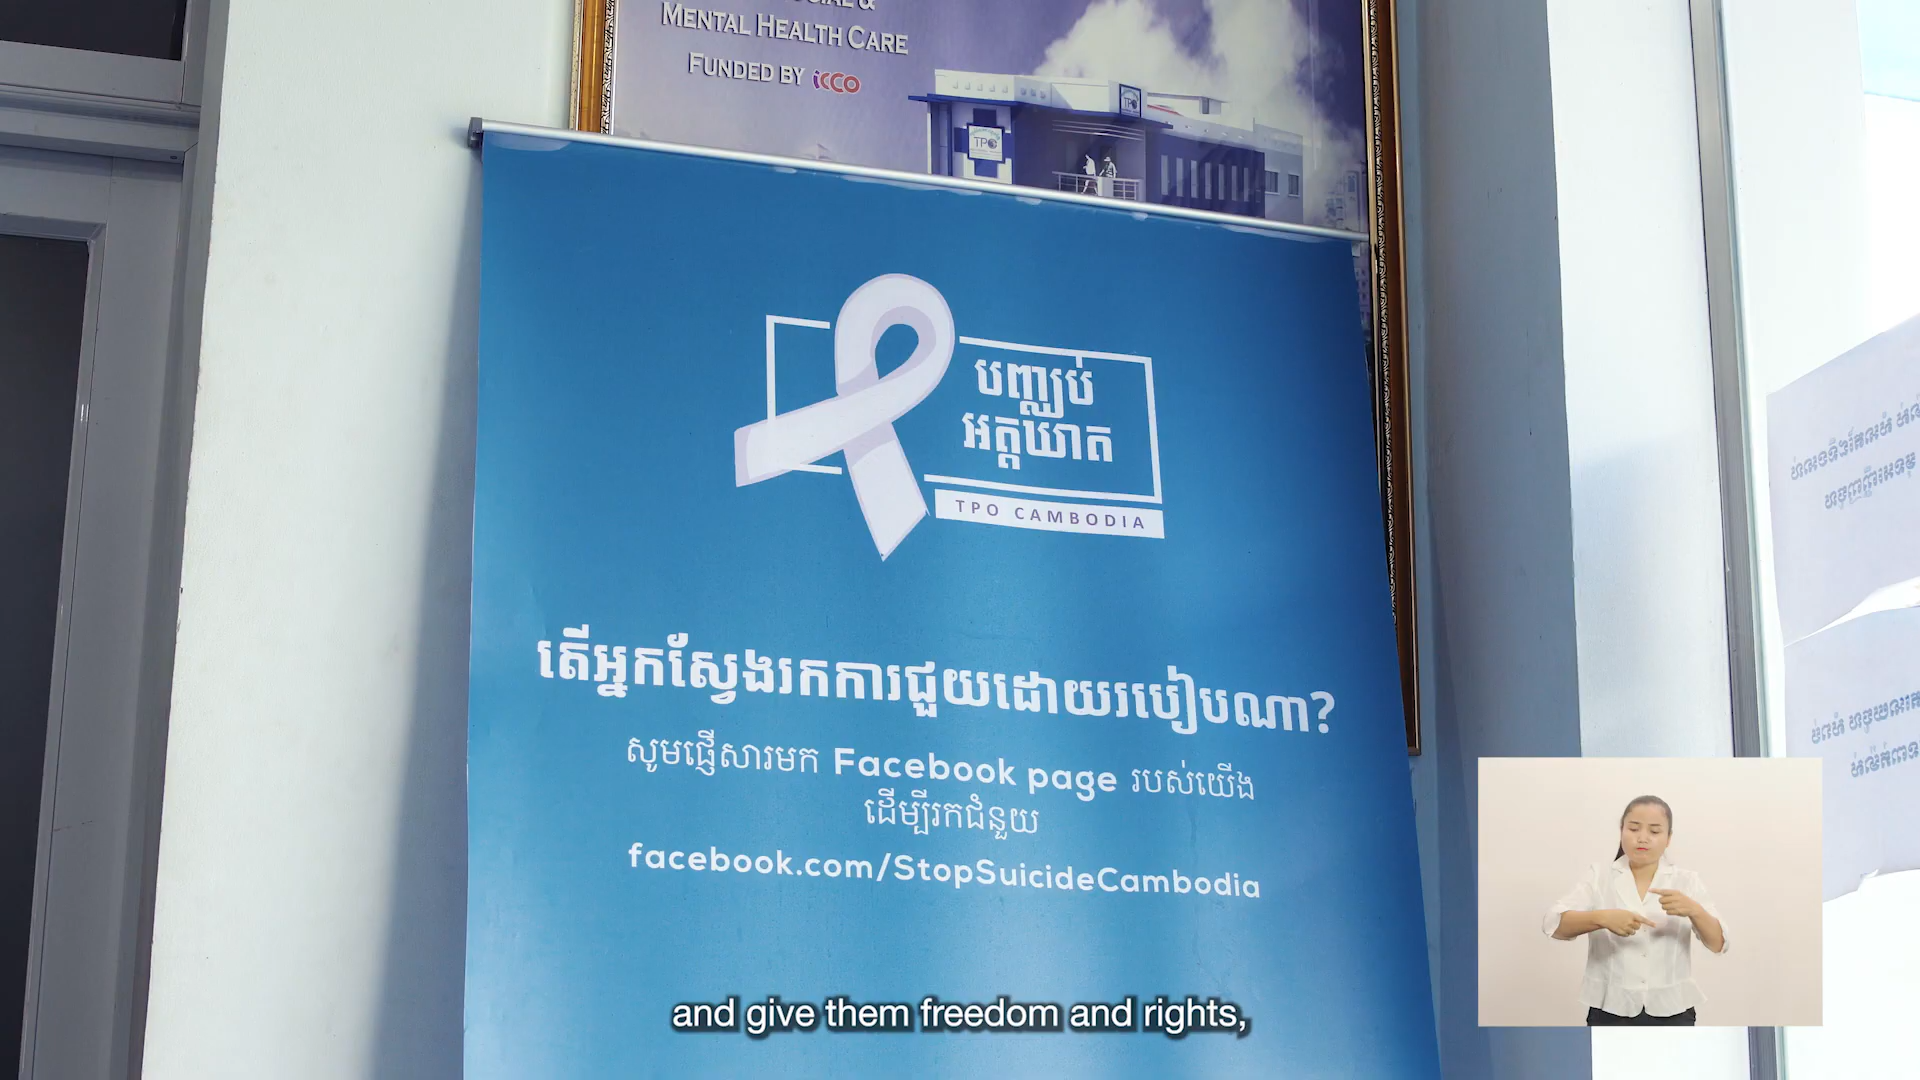 MENTAL HEALTH CARE
FUNDED BY icco
TPO
TPO
បញ្ឈប់
អត្តឃាត
TPO CAMBODIA
តើអ្នកស្វែងរកការជួយដោយរបៀបណា?
សូមផ្ញើសារមក Facebook page របស់យើង
ដើម្បីរកជំនួយ
facebook.com/StopSuicideCambodia
and give them freedom and rights,